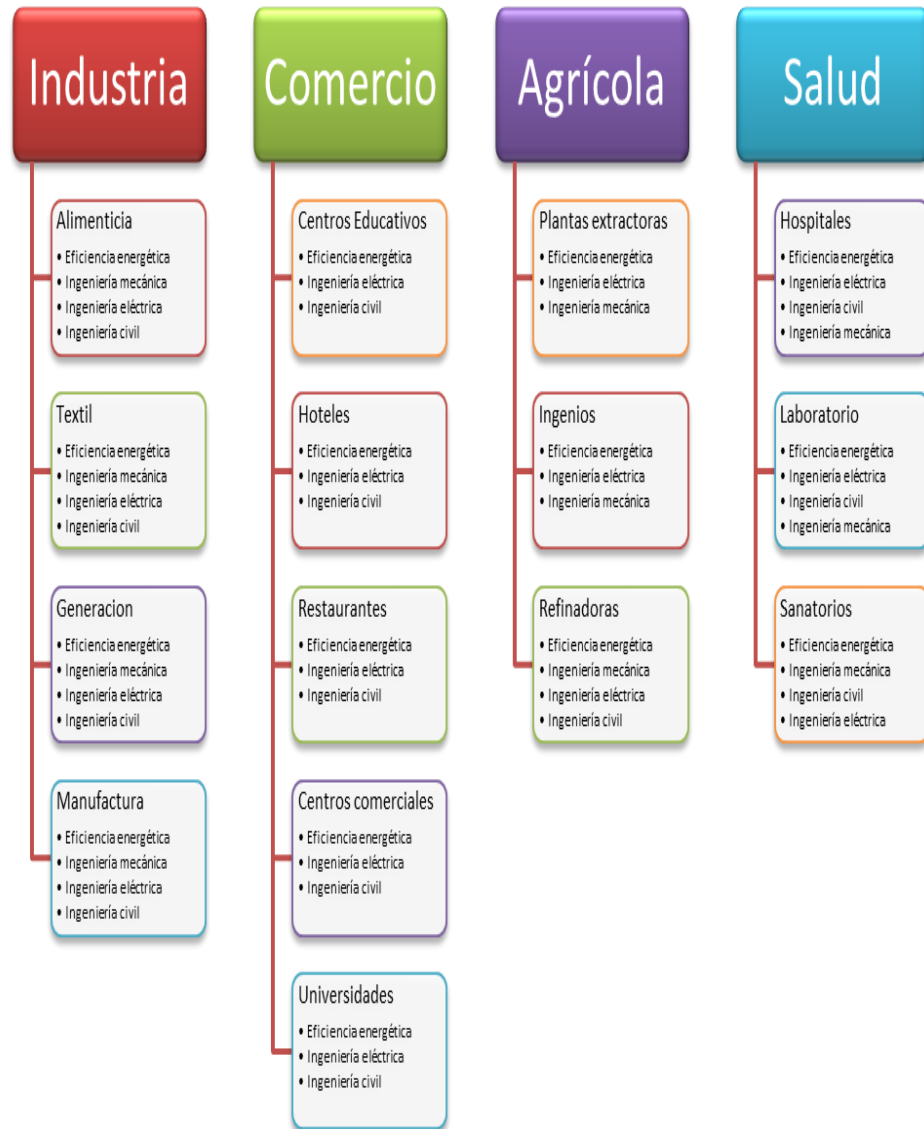 Industria
Alimenticia
• Eficiencia energética
• Ingeniería mecánica
• Ingeniería eléctrica
• Ingeniería civil
Textil
• Eficiencia energética
• Ingeniería mecánica
• Ingeniería eléctrica
• Ingeniería civil
Generacion
• Eficiencia energética
• Ingeniería mecánica
• Ingeniería eléctrica
• Ingeniería civil
Manufactura
• Eficiencia energética
• Ingeniería mecánica
• Ingeniería eléctrica
• Ingeniería civil
Comercio
Centros Educativos
• Eficiencia energética
• Ingeniería eléctrica
• Ingeniería civil
Hoteles
• Eficiencia energética
• Ingeniería eléctrica
• Ingeniería civil
Restaurantes
• Eficiencia energética
• Ingeniería eléctrica
• Ingeniería civil
Centros comerciales
• Eficiencia energética
• Ingeniería eléctrica
• Ingeniería civil
Universidades
• Eficiencia energética
• Ingeniería eléctrica
• Ingeniería civil
Agrícola
Plantas extractoras
• Eficiencia energética
• Ingeniería eléctrica
• Ingeniería mecánica
Ingenios
• Eficiencia energética
• Ingeniería eléctrica
• Ingeniería mecánica
Refinadoras
• Eficiencia energética
• Ingeniería mecánica
• Ingeniería eléctrica
• Ingeniería civil
Salud
Hospitales
• Eficiencia energética
• Ingeniería eléctrica
• Ingeniería civil
• Ingeniería mecánica
Laboratorio
• Eficiencia energética
• Ingeniería eléctrica
• Ingeniería civil
• Ingeniería mecánica
Sanatorios
• Eficiencia energética
• Ingeniería mecánica
• Ingeniería civil
• Ingeniería eléctrica